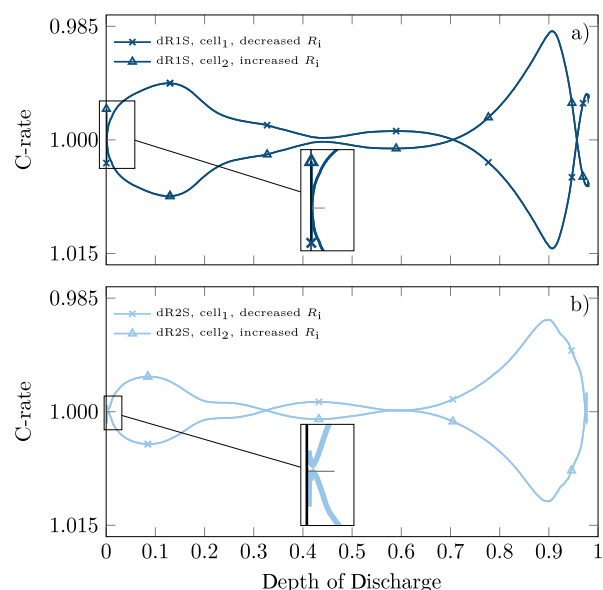 a)
0.985
dR1S, cell1, decreased Ri
dR1S, cell2, increased Ri
1.000
C-rate
1.015
b)
0.985
dR2S, cell1, decreased Ri
dR2S, cell2, increased Ri
1.000
C-rate
1.015
0 0.1 0.2 0.3 0.4 0.5 0.6 0.7 0.8 0.9 1
Depth of Discharge